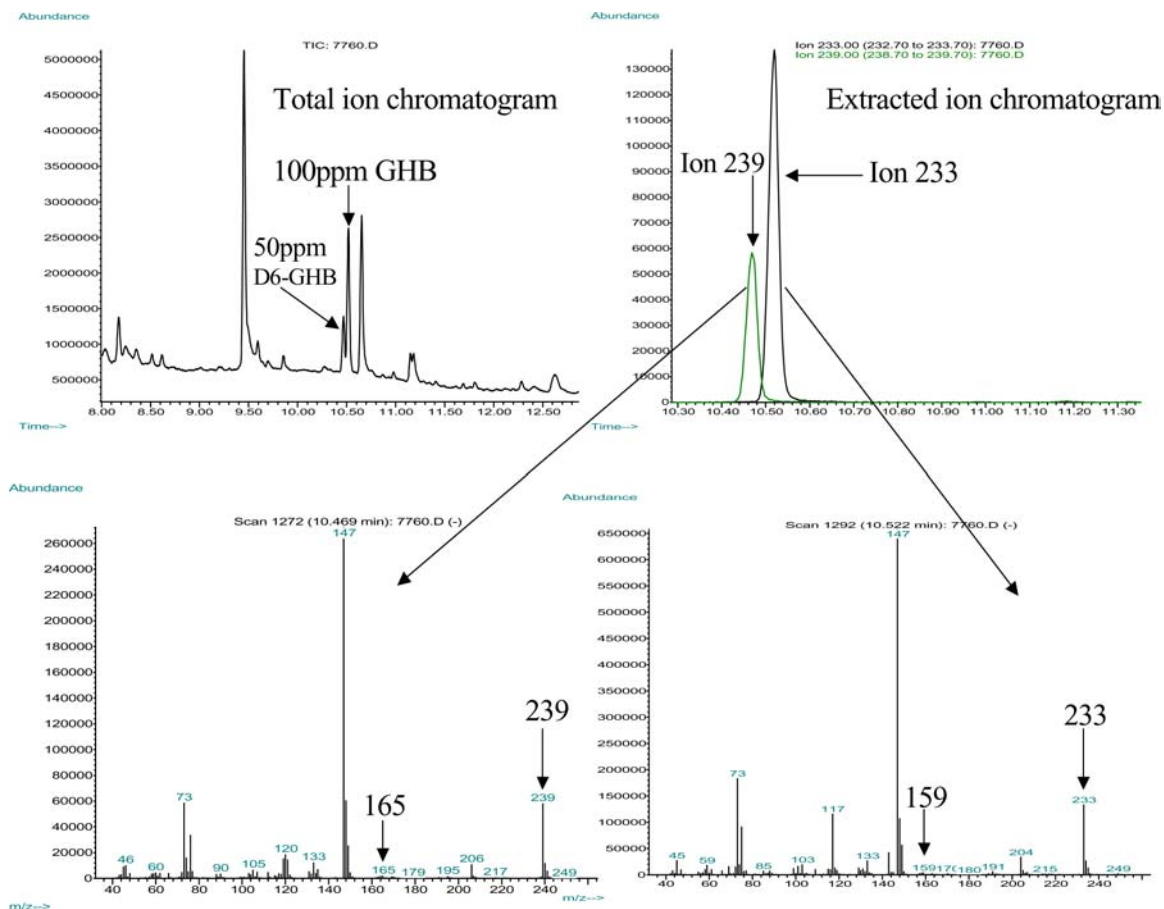 Abundance
TIC: 7760.D
Total ion chromatogram
100ppm GHB
50ppm
D6-GHB
5000000
4500000
4000000
3500000
3000000
2500000
2000000
1500000
1000000
500000
8.00 8.50 9.00 9.50 10.00 10.50 11.00 11.50 12.00 12.50
Time-->
Abundance
Ion 233.00 (232.70 to 233.70): 7760.D
Ion 239.00 (238.70 to 239.70): 7760.D
Extracted ion chromatogram
Ion 239
Ion 233
130000
120000
110000
100000
90000
80000
70000
60000
50000
40000
30000
20000
10000
0
10.30 10.40 10.50 10.60 10.70 10.80 10.90 11.00 11.10 11.20 11.30
Time-->
Abundance
Scan 1272 (10.469 min): 7760.D (-)
147
260000
240000
220000
200000
180000
160000
140000
120000
100000
80000
60000
40000
20000
0
239
165
73
239
46 60 90 105 120 133 165 179 195 206 217 249
40 60 80 100 120 140 160 180 200 220 240
m/z-->
Abundance
Scan 1292 (10.522 min): 7760.D (-)
147
650000
600000
550000
500000
450000
400000
350000
300000
250000
200000
150000
100000
50000
0
233
159
73
117
233
45 59 85 103 133 159 180 191 204 215 249
40 60 80 100 120 140 160 180 200 220 240
m/z-->